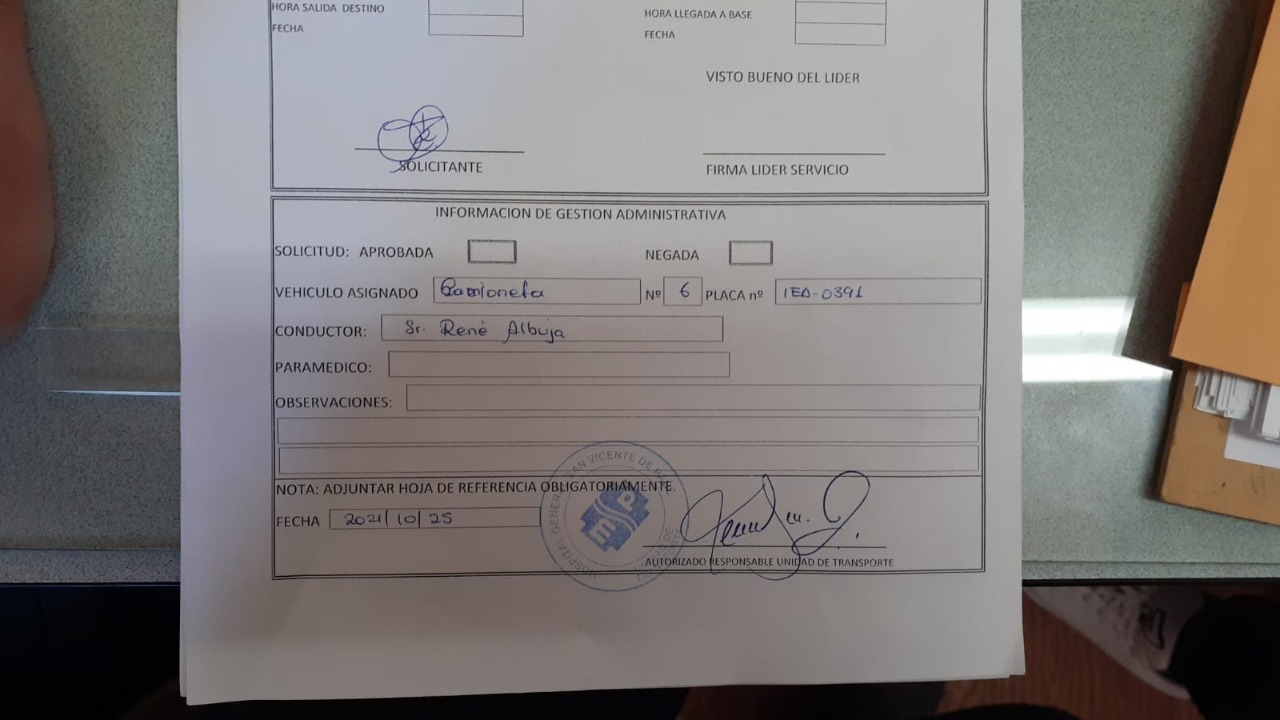 HORA SALIDA DESTINO
HORA LLEGADA A BASE
FECHA
FECHA
VISTO BUENO DEL LIDER
SOLICITANTE
FIRMA LIDER SERVICIO
INFORMACION DE GESTION ADMINISTRATIVA
SOLICITUD: APROBADA NEGADA
VEHICULO ASIGNADO Camioneta Nº 6 PLACA nº IEA-0391
CONDUCTOR: Sr. René Albuja
PARAMEDICO:
OBSERVACIONES:
NOTA: ADJUNTAR HOJA DE REFERENCIA OBLIGATORIAMENTE.
FECHA 2021/10/25
HOSPITAL GENERAL SAN VICENTE DE
MSP
AUTORIZADO RESPONSABLE UNIDAD DE TRANSPORTE